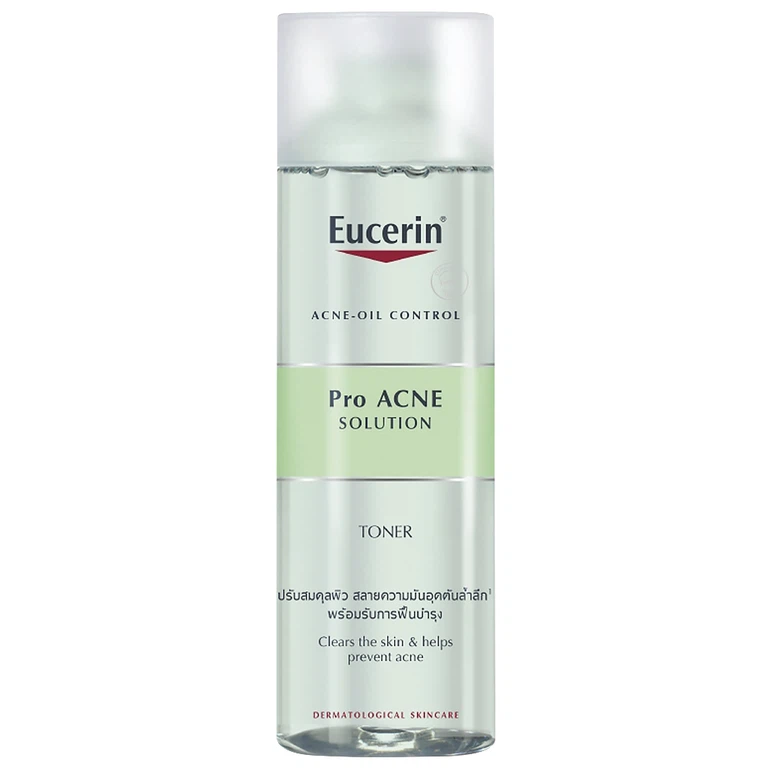 Eucerin®
ACNE-OIL CONTROL
Pro ACNE
SOLUTION
TONER
ปรับสมดุลผิว สลายความมันอุดตันล้ำลึก¹
พร้อมรับการฟื้นบำรุง
Clears the skin & helps
prevent acne
DERMATOLOGICAL SKINCARE